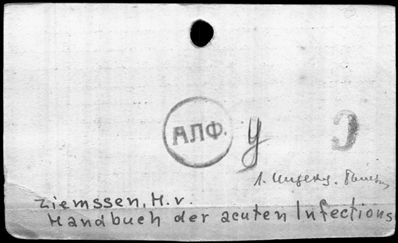 АЛФ.
У
Э
Ziemssen, H. v.
Handbuch der acuten Infections